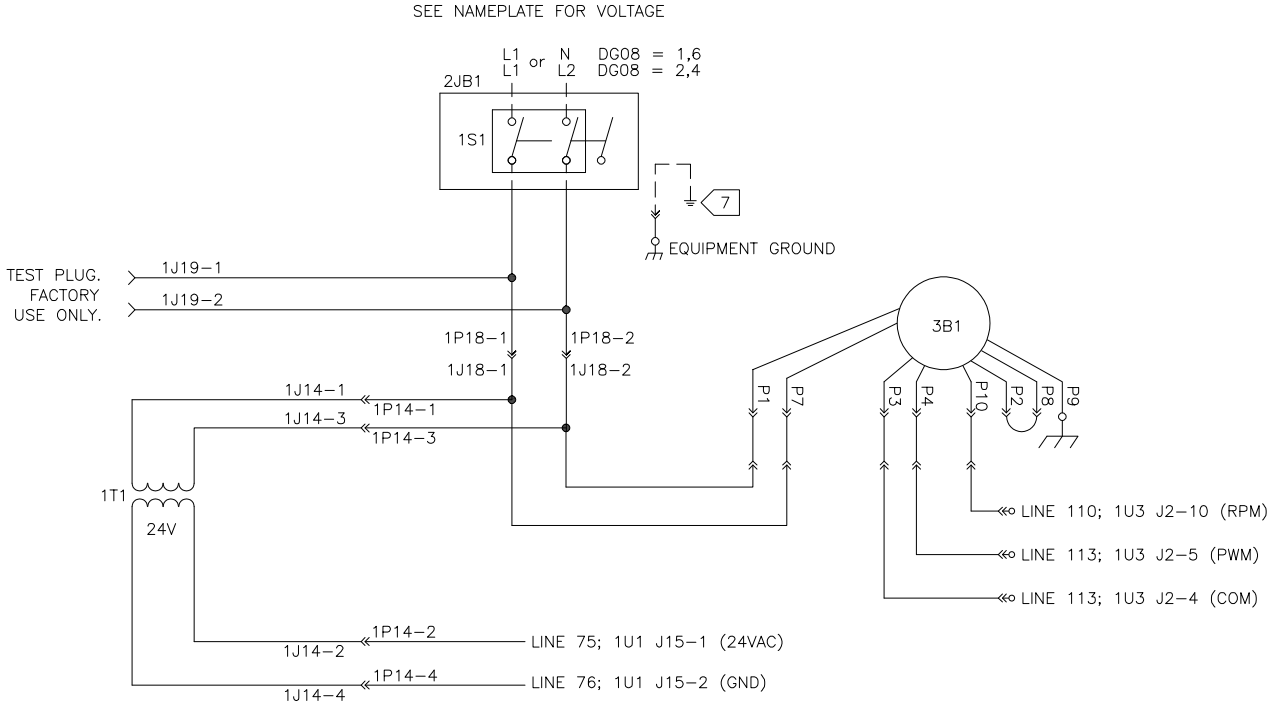 SEE NAMEPLATE FOR VOLTAGE
L1 or N DG08 = 1,6
L1 L2 DG08 = 2,4
2JB1
1S1
7
EQUIPMENT GROUND
TEST PLUG.
FACTORY
USE ONLY.
1J19-1
1J19-2
1P18-1
1P18-2
1J18-1
1J18-2
3B1
1J14-1
1P14-1
1J14-3
1P14-3
P1
P7
P3
P4
P10
P2
P8
P9
1T1
24V
LINE 110; 1U3 J2-10 (RPM)
LINE 113; 1U3 J2-5 (PWM)
LINE 113; 1U3 J2-4 (COM)
1P14-2
1J14-2
LINE 75; 1U1 J15-1 (24VAC)
1P14-4
1J14-4
LINE 76; 1U1 J15-2 (GND)